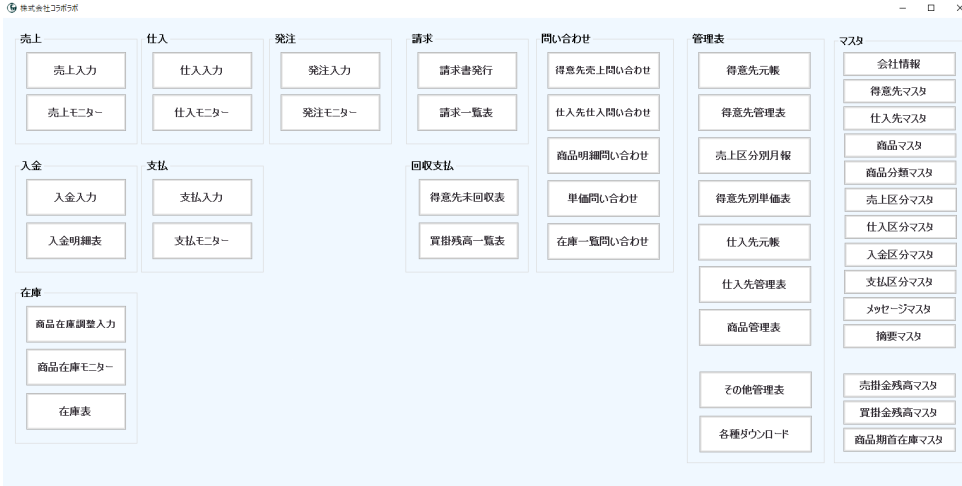 株式会社コラボラボ
売上
売上入力
売上モニター
仕入
仕入入力
仕入モニター
発注
発注入力
発注モニター
請求
請求書発行
請求一覧表
問い合わせ
得意先売上問い合わせ
仕入先仕入問い合わせ
商品明細問い合わせ
単価問い合わせ
在庫一覧問い合わせ
管理表
得意先元帳
得意先管理表
売上区分別月報
得意先別単価表
仕入先元帳
仕入先管理表
商品管理表
その他管理表
各種ダウンロード
マスタ
会社情報
得意先マスタ
仕入先マスタ
商品マスタ
商品分類マスタ
売上区分マスタ
仕入区分マスタ
入金区分マスタ
支払区分マスタ
メッセージマスタ
摘要マスタ
売掛金残高マスタ
買掛金残高マスタ
商品期首在庫マスタ
入金
入金入力
入金明細表
支払
支払入力
支払モニター
回収支払
得意先未回収表
買掛残高一覧表
在庫
商品在庫調整入力
商品在庫モニター
在庫表